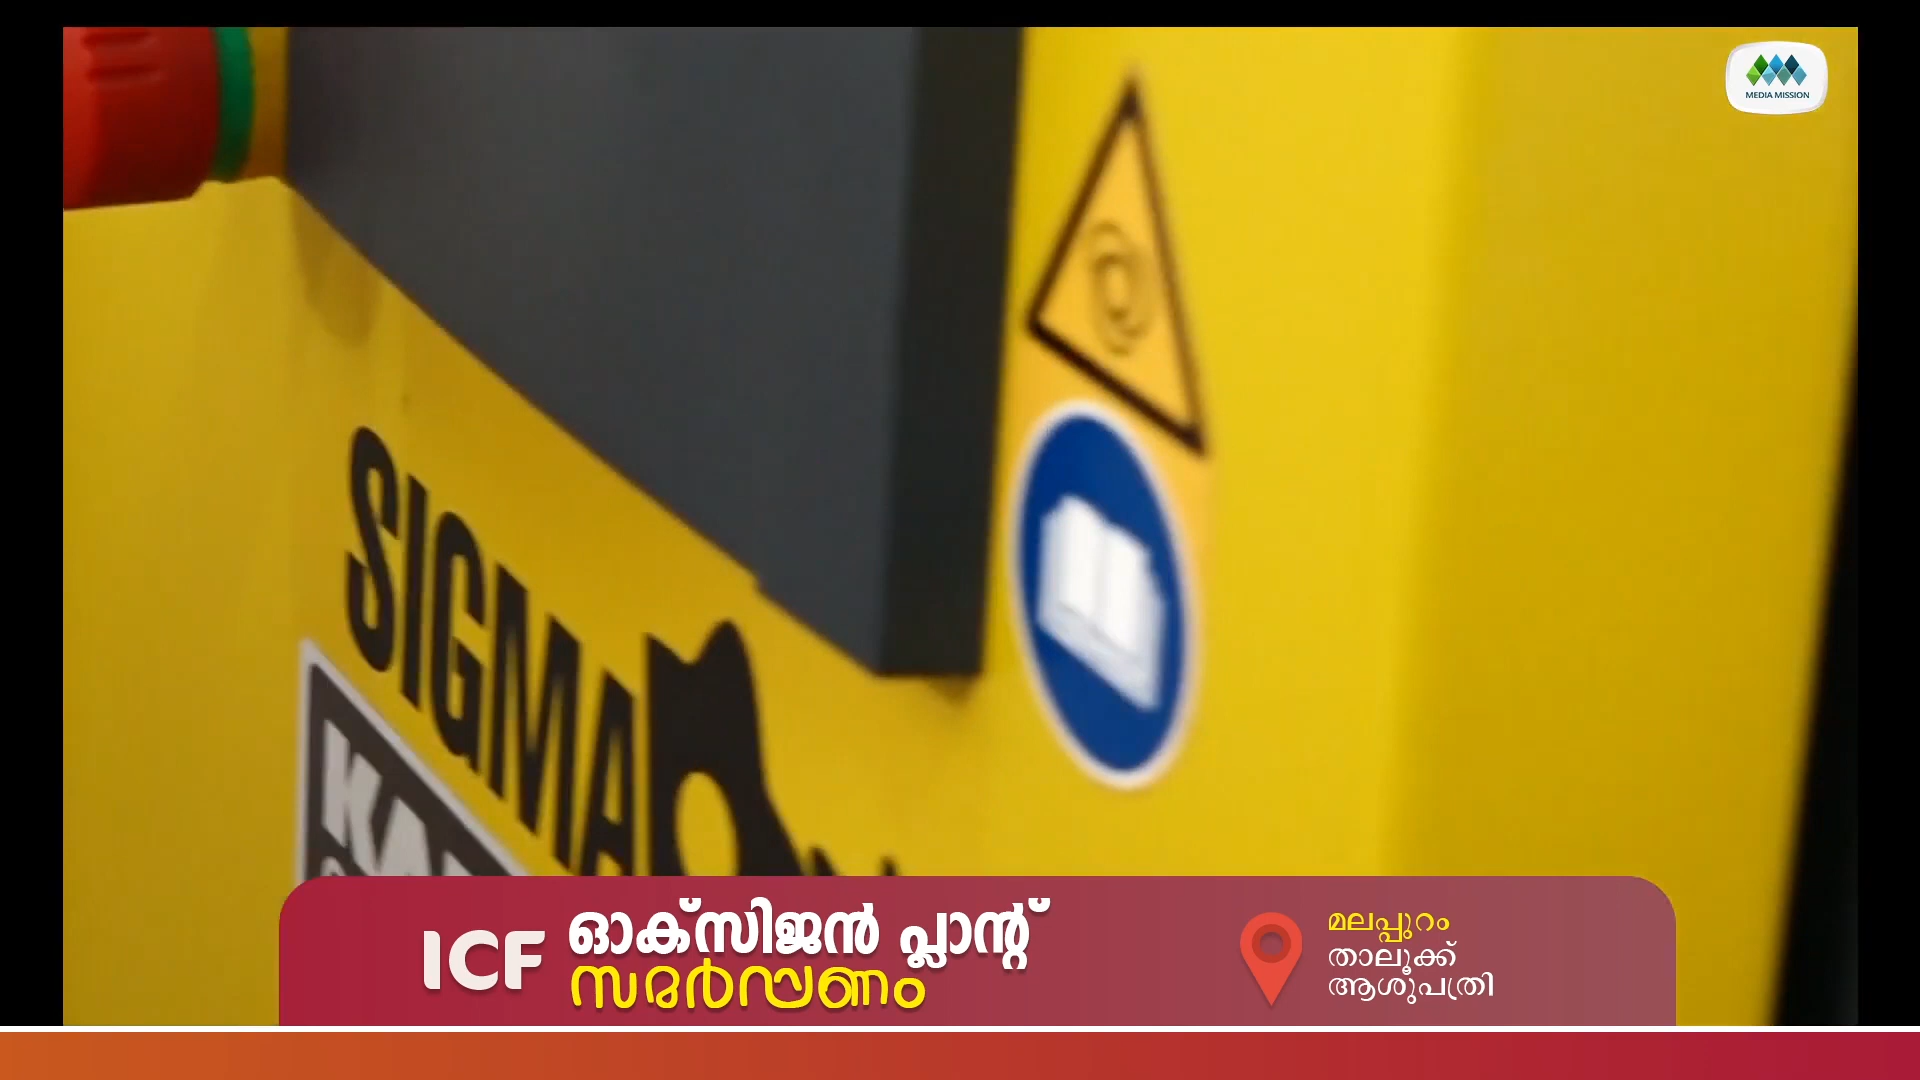 MEDIA MISSION
SIGMA
ICF ഓക്സിജൻ പ്ലാന്റ്
സമർപ്പണം
മലപ്പുറം
താലൂക്ക്
ആശുപത്രി